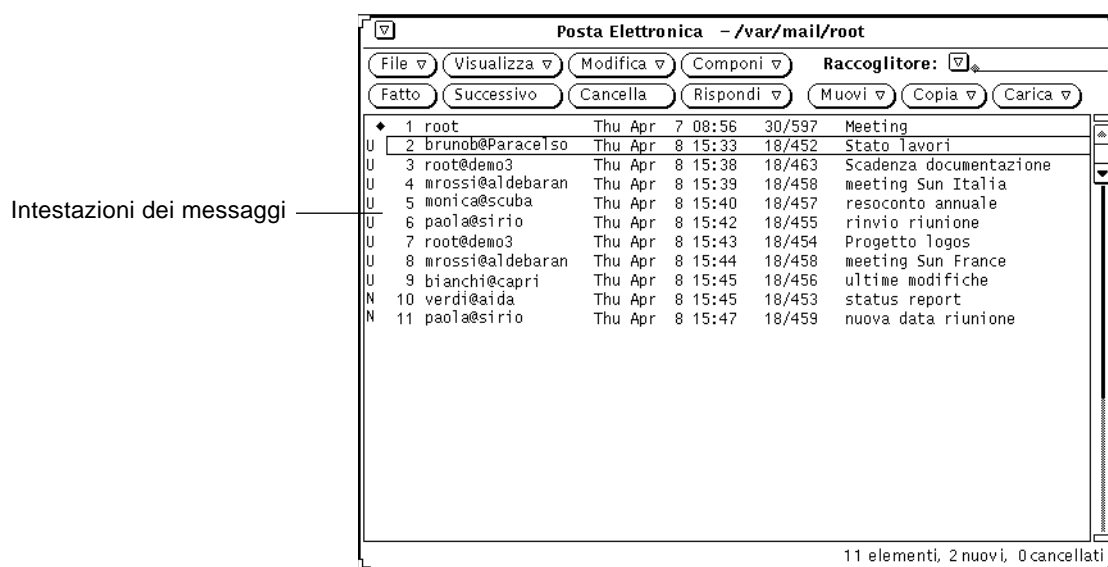 Posta Elettronica – /var/mail/root
File Visualizza Modifica Componi Raccoglitore:
Fatto Successivo Cancella Rispondi Muovi Copia Carica
1 root Thu Apr 7 08:56 30/597 Meeting
U 2 brunob@Paracelso Thu Apr 8 15:33 18/452 Stato lavori
U 3 root@demo3 Thu Apr 8 15:38 18/463 Scadenza documentazione
U 4 mrossi@aldebaran Thu Apr 8 15:39 18/458 meeting Sun Italia
U 5 monica@scuba Thu Apr 8 15:40 18/457 resoconto annuale
Intestazioni dei messaggi
U 6 paola@sirio Thu Apr 8 15:42 18/455 rinvio riunione
U 7 root@demo3 Thu Apr 8 15:43 18/454 Progetto logos
U 8 mrossi@aldebaran Thu Apr 8 15:44 18/458 meeting Sun France
U 9 bianchi@capri Thu Apr 8 15:45 18/456 ultime modifiche
N 10 verdi@aida Thu Apr 8 15:45 18/453 status report
N 11 paola@sirio Thu Apr 8 15:47 18/459 nuova data riunione
11 elementi, 2 nuovi, 0 cancellati